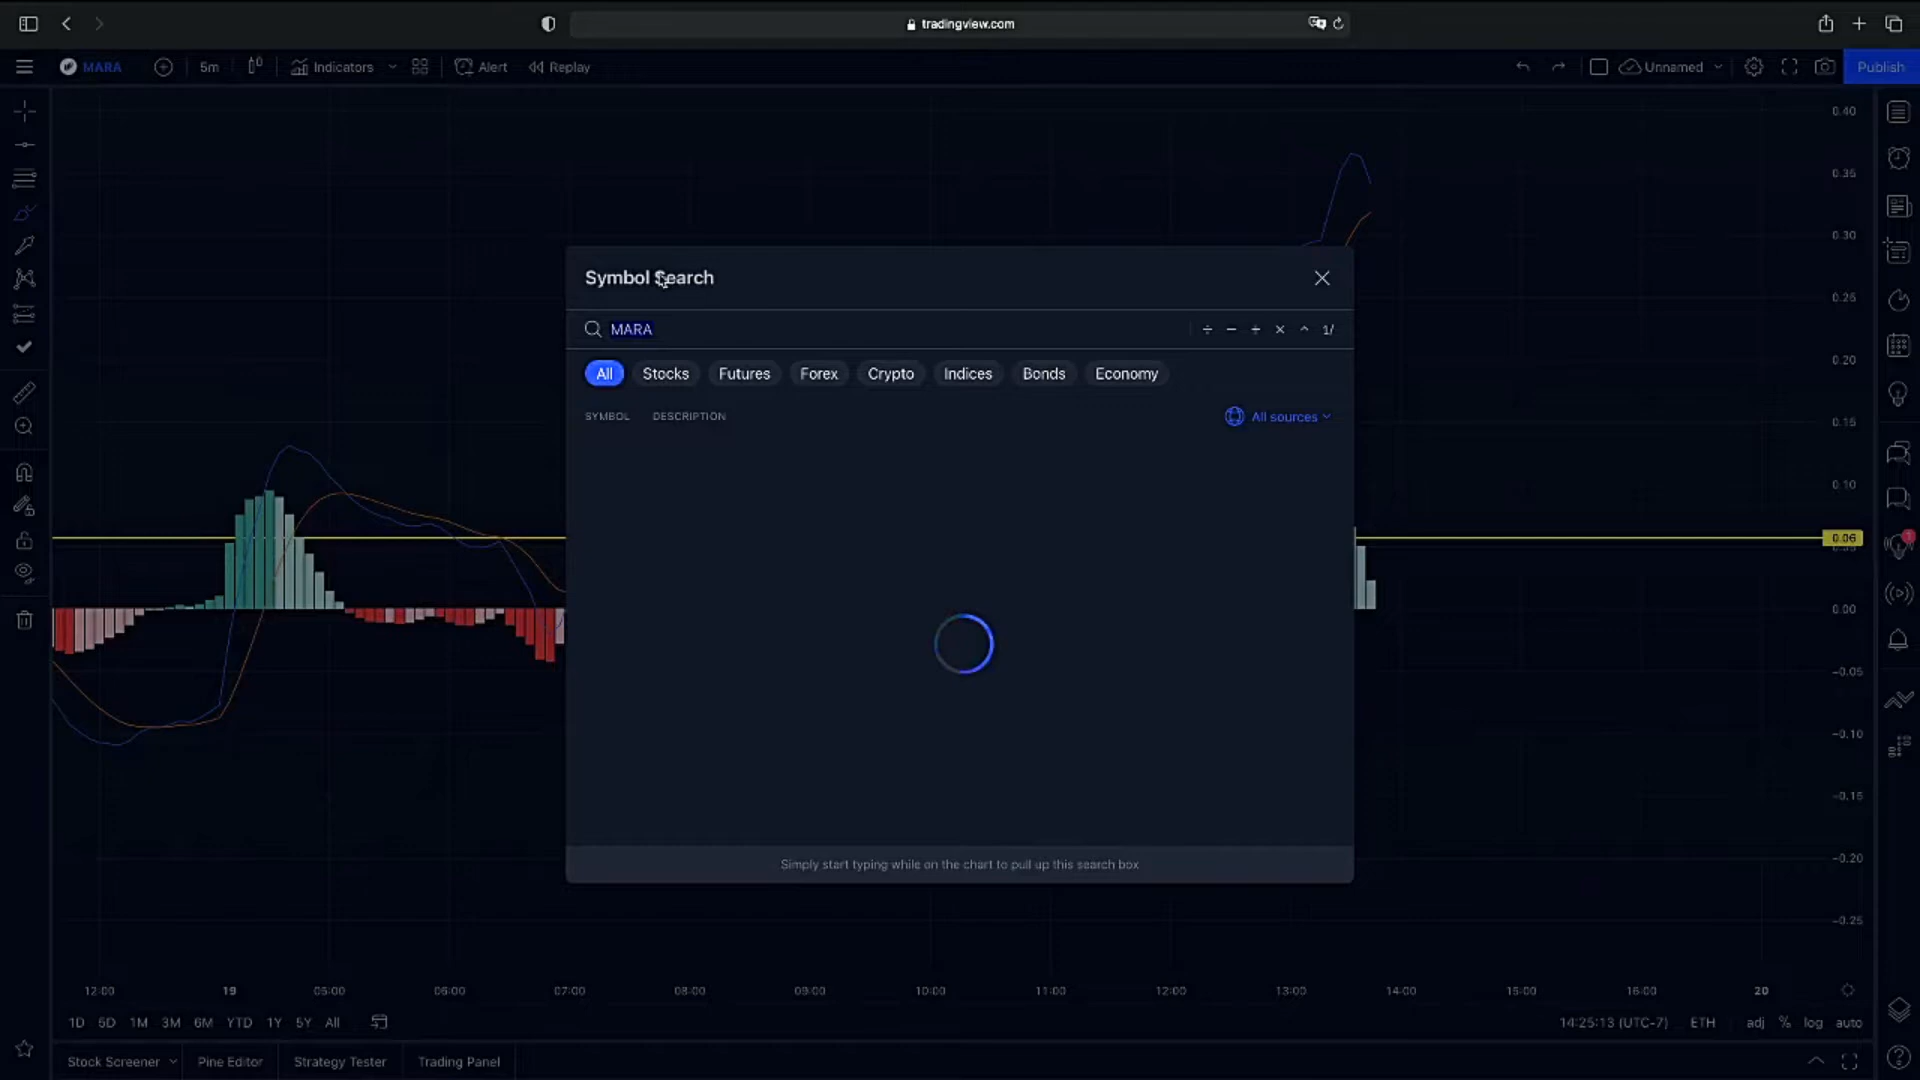 tradingview.com
MARA 5m Indicators Alert Replay Unnamed Publish
Symbol Search
MARA ÷ − + × ^ 1/
All Stocks Futures Forex Crypto Indices Bonds Economy
SYMBOL DESCRIPTION All sources
Simply start typing while on the chart to pull up this search box
0.40
0.35
0.30
0.25
0.20
0.15
0.10
0.06
0.00
−0.05
−0.10
−0.15
−0.20
−0.25
1
12:00 19 05:00 06:00 07:00 08:00 09:00 10:00 11:00 12:00 13:00 14:00 15:00 16:00 20
1D 5D 1M 3M 6M YTD 1Y 5Y All 14:25:13 (UTC-7) ETH adj % log auto
Stock Screener Pine Editor Strategy Tester Trading Panel